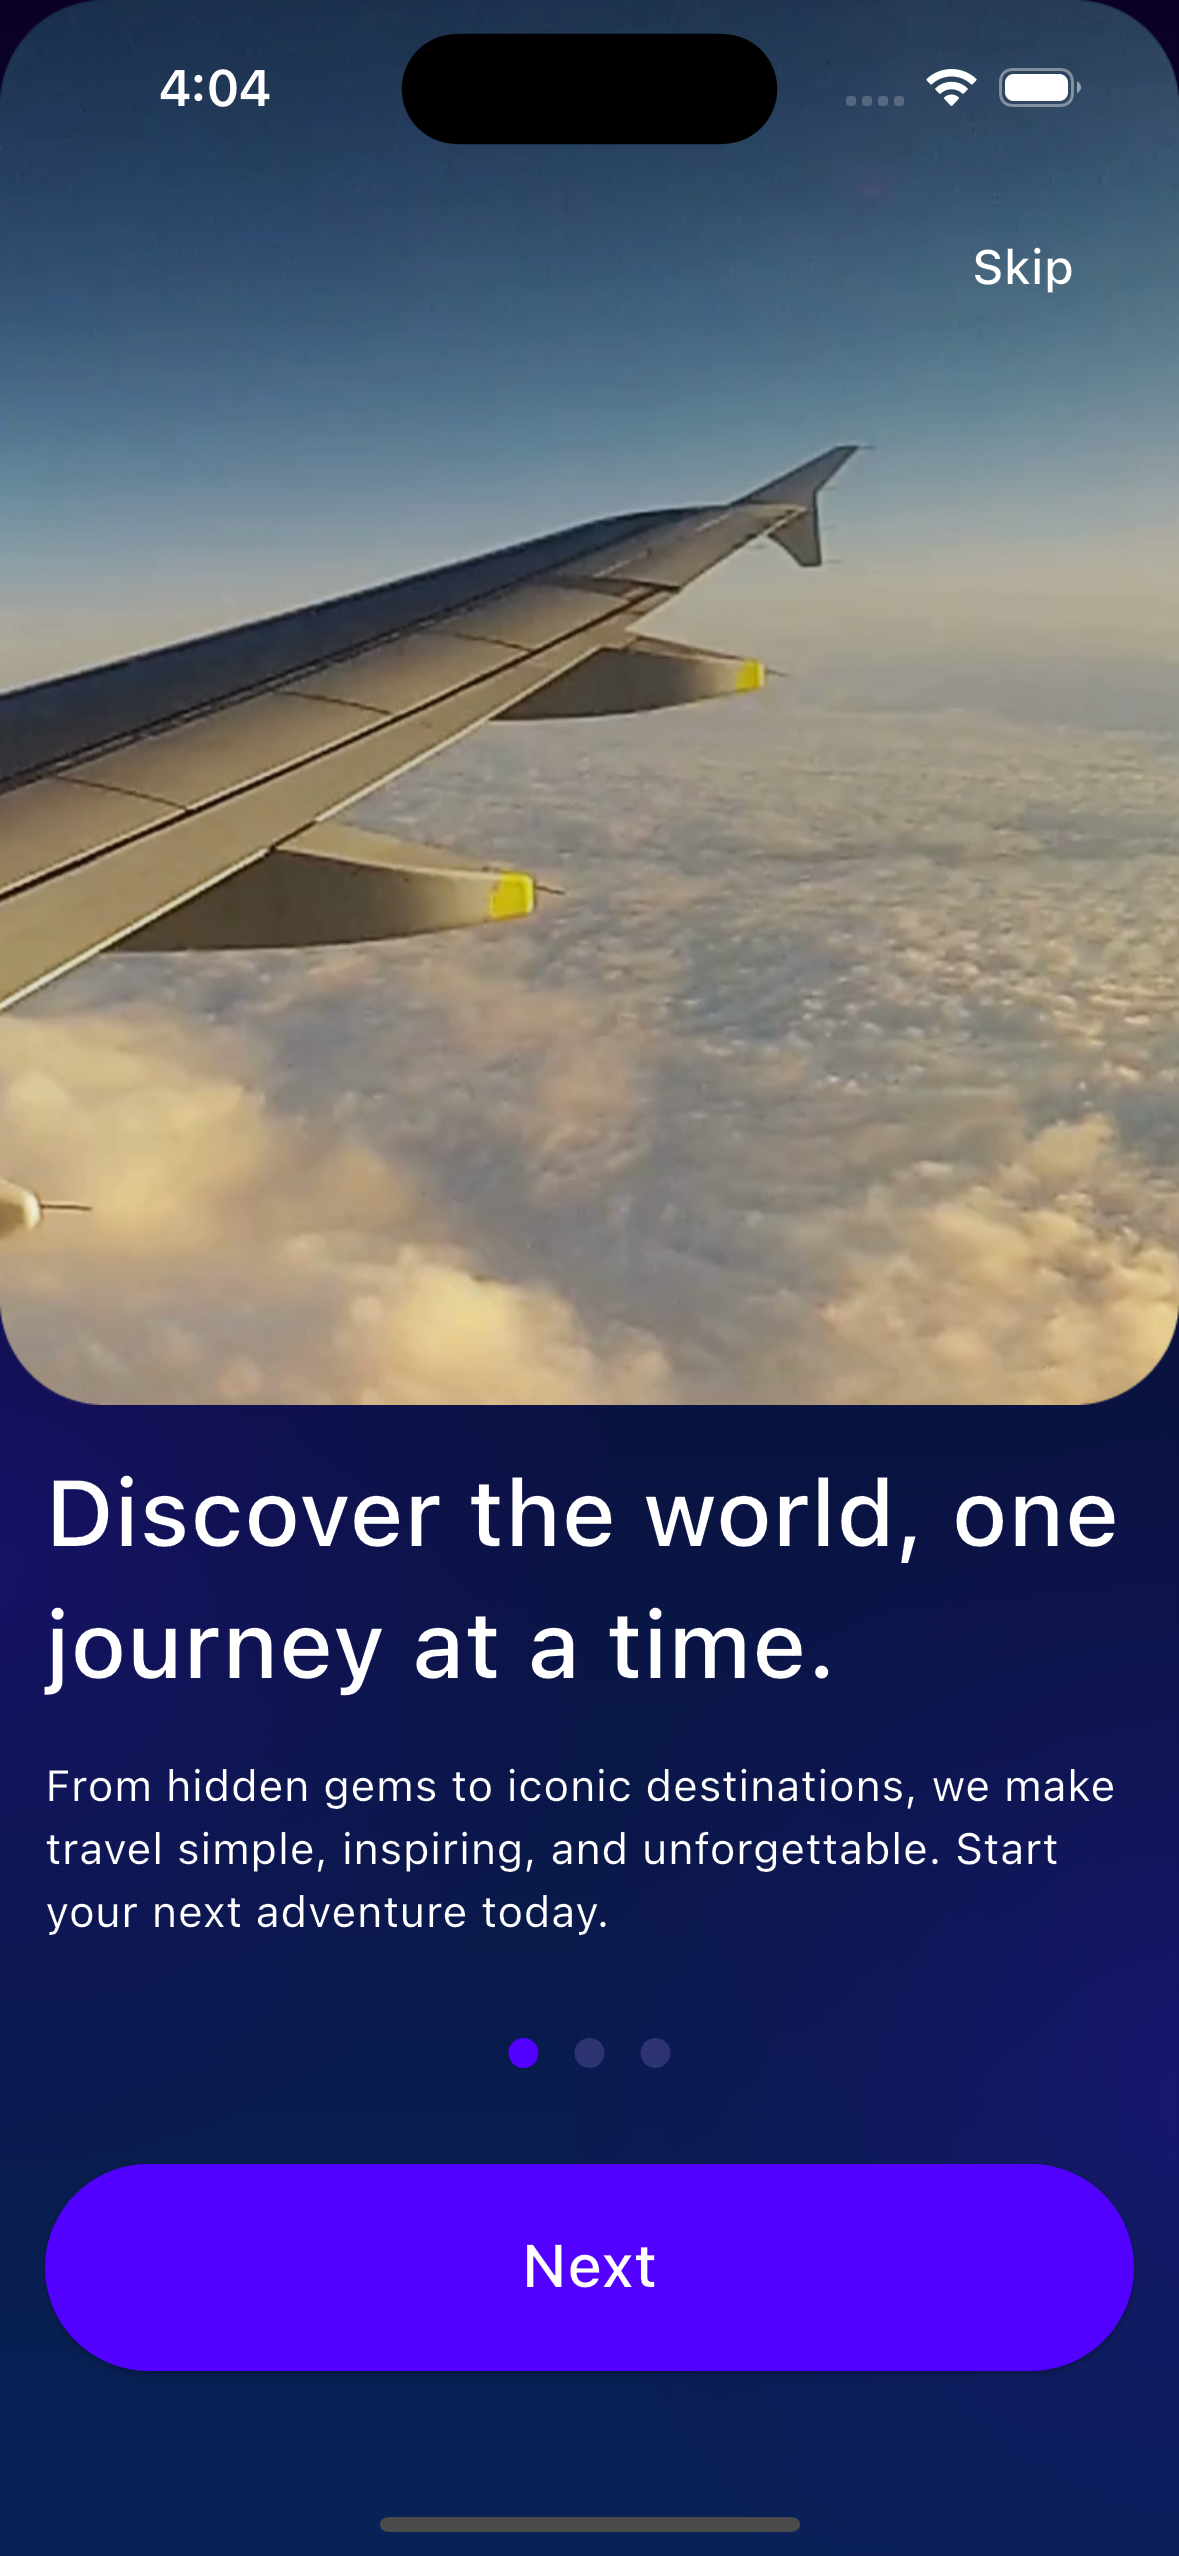 4:04
Skip
Discover the world, one
journey at a time.
From hidden gems to iconic destinations, we make
travel simple, inspiring, and unforgettable. Start
your next adventure today.
Next